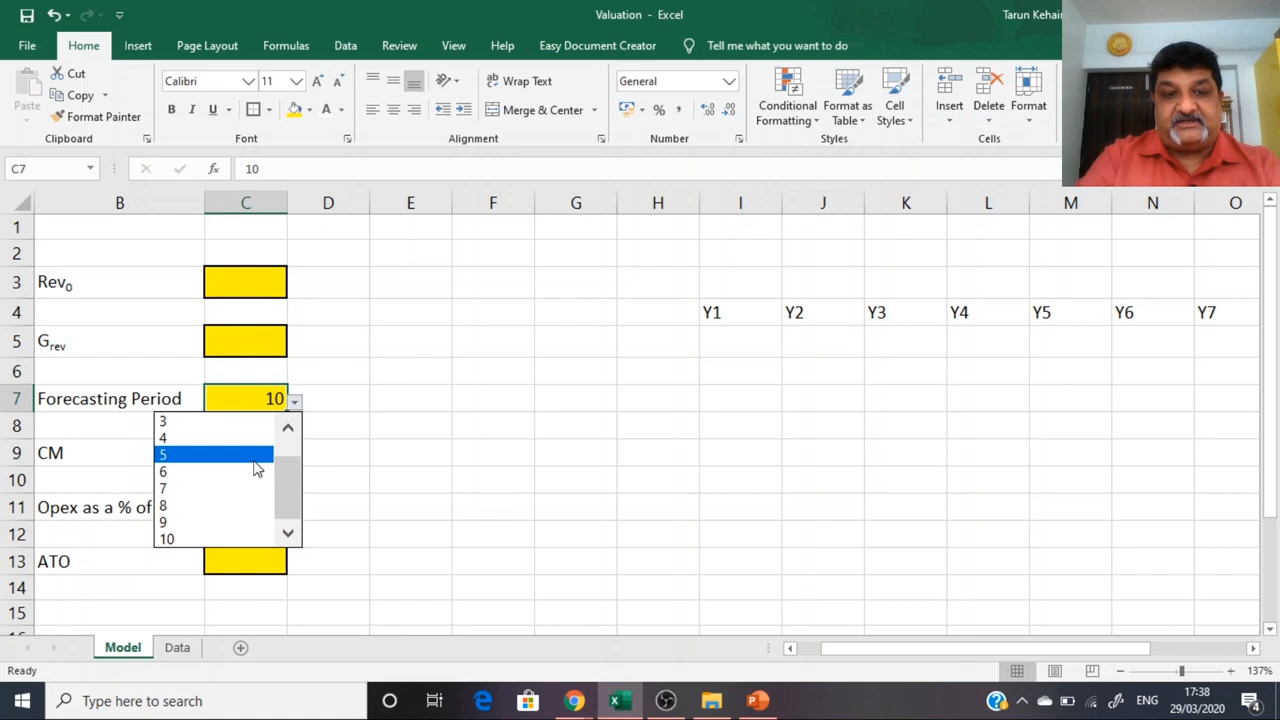 Valuation - Excel
Tarun Kehair
File Home Insert Page Layout Formulas Data Review View Help Easy Document Creator Tell me what you want to do
Paste
Cut
Copy
Format Painter
Clipboard
Calibri 11
B I U
Font
Wrap Text
Merge & Center
Alignment
General
%
Number
Conditional Formatting
Format as Table
Cell Styles
Styles
Insert
Delete
Format
Cells
C7 fx 10
B C D E F G H I J K L M N O
1
2
3 Rev0
4 Y1 Y2 Y3 Y4 Y5 Y6 Y7
5 Grev
6
7 Forecasting Period 10
8
9 CM
10
11 Opex as a % of
12
13 ATO
14
15
3
4
5
6
7
8
9
10
Model Data
Ready
137%
Type here to search
ENG
17:38
29/03/2020
4